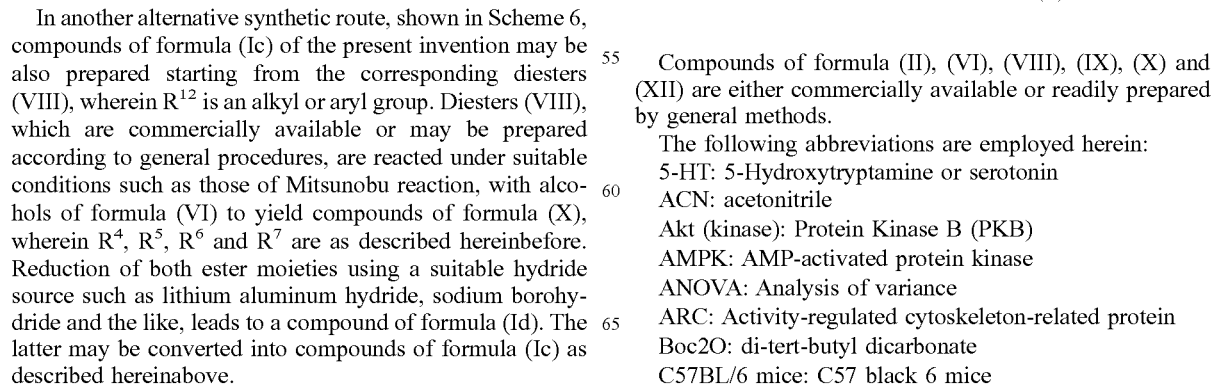 In another alternative synthetic route, shown in Scheme 6,
compounds of formula (Ic) of the present invention may be
also prepared starting from the corresponding diesters
(VIII), wherein R¹² is an alkyl or aryl group. Diesters (VIII),
which are commercially available or may be prepared
according to general procedures, are reacted under suitable
conditions such as those of Mitsunobu reaction, with alco-
hols of formula (VI) to yield compounds of formula (X),
wherein R⁴, R⁵, R⁶ and R⁷ are as described hereinbefore.
Reduction of both ester moieties using a suitable hydride
source such as lithium aluminum hydride, sodium borohy-
dride and the like, leads to a compound of formula (Id). The
latter may be converted into compounds of formula (Ic) as
described hereinabove.
55
60
65
Compounds of formula (II), (VI), (VIII), (IX), (X) and
(XII) are either commercially available or readily prepared
by general methods.
The following abbreviations are employed herein:
5-HT: 5-Hydroxytryptamine or serotonin
ACN: acetonitrile
Akt (kinase): Protein Kinase B (PKB)
AMPK: AMP-activated protein kinase
ANOVA: Analysis of variance
ARC: Activity-regulated cytoskeleton-related protein
Boc2O: di-tert-butyl dicarbonate
C57BL/6 mice: C57 black 6 mice